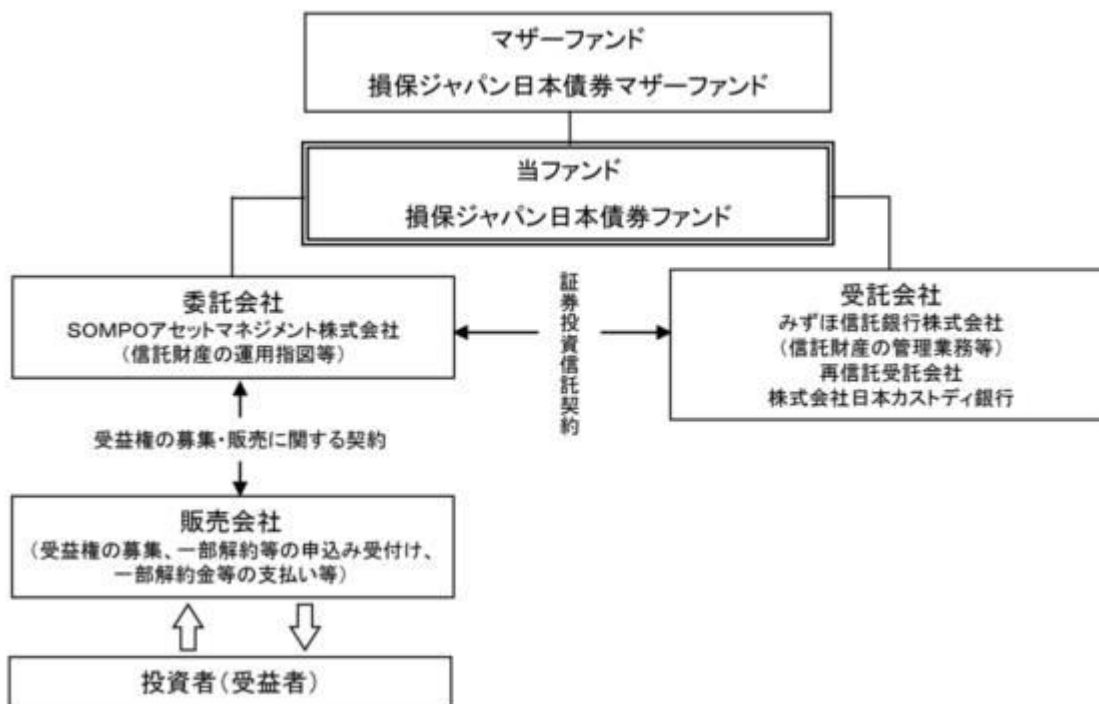 マザーファンド
損保ジャパン日本債券マザーファンド
当ファンド
損保ジャパン日本債券ファンド
委託会社
SOMPOアセットマネジメント株式会社
(信託財産の運用指図等)
証券投資信託契約
受託会社
みずほ信託銀行株式会社
(信託財産の管理業務等)
再信託受託会社
株式会社日本カストディ銀行
受益権の募集・販売に関する契約
販売会社
(受益権の募集、一部解約等の申込み受付け、
一部解約金等の支払い等)
投資者(受益者)